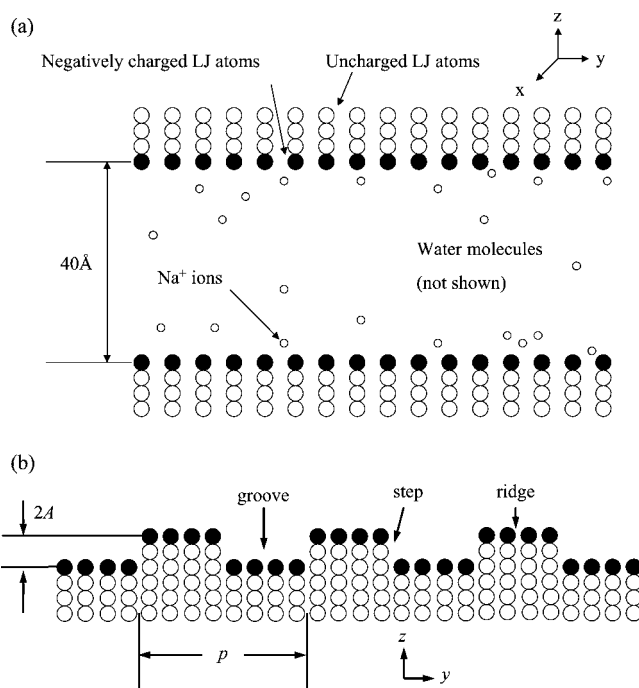 (a)
z
y
x
Negatively charged LJ atoms
Uncharged LJ atoms
40Å
Water molecules
(not shown)
Na⁺ ions
(b)
2A
groove
step
ridge
p
z
y